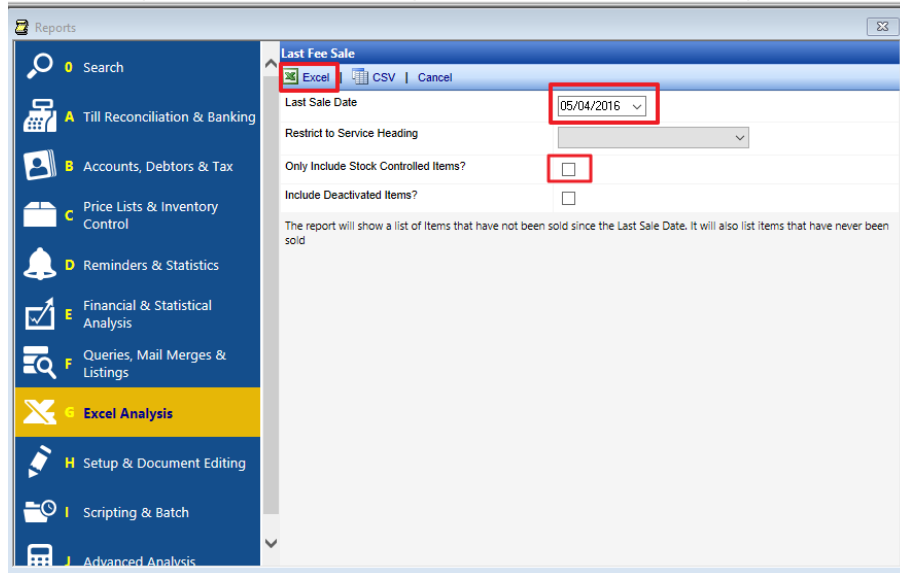 Reports
0 Search
A Till Reconciliation & Banking
B Accounts, Debtors & Tax
C Price Lists & Inventory
Control
D Reminders & Statistics
E Financial & Statistical
Analysis
F Queries, Mail Merges &
Listings
G Excel Analysis
H Setup & Document Editing
I Scripting & Batch
J Advanced Analysis
Last Fee Sale
Excel | CSV | Cancel
Last Sale Date 05/04/2016
Restrict to Service Heading
Only Include Stock Controlled Items?
Include Deactivated Items?
The report will show a list of Items that have not been sold since the Last Sale Date. It will also list items that have never been
sold